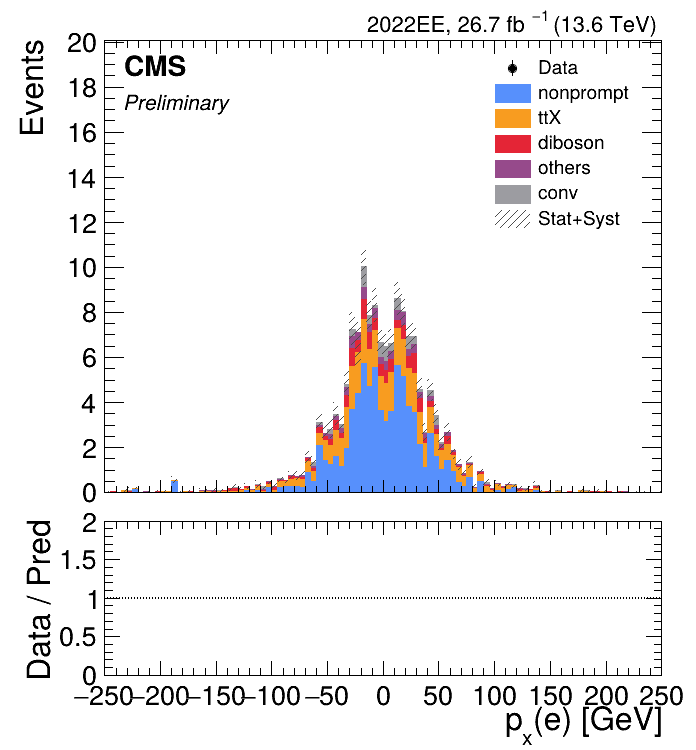 2022EE, 26.7 fb⁻¹ (13.6 TeV)
CMS
Preliminary
Events
20
18
16
14
12
10
8
6
4
2
0
Data
nonprompt
ttX
diboson
others
conv
Stat+Syst
Data / Pred
2
1.5
1
0.5
0
−250 −200 −150 −100 −50 0 50 100 150 200 250
pₓ(e) [GeV]